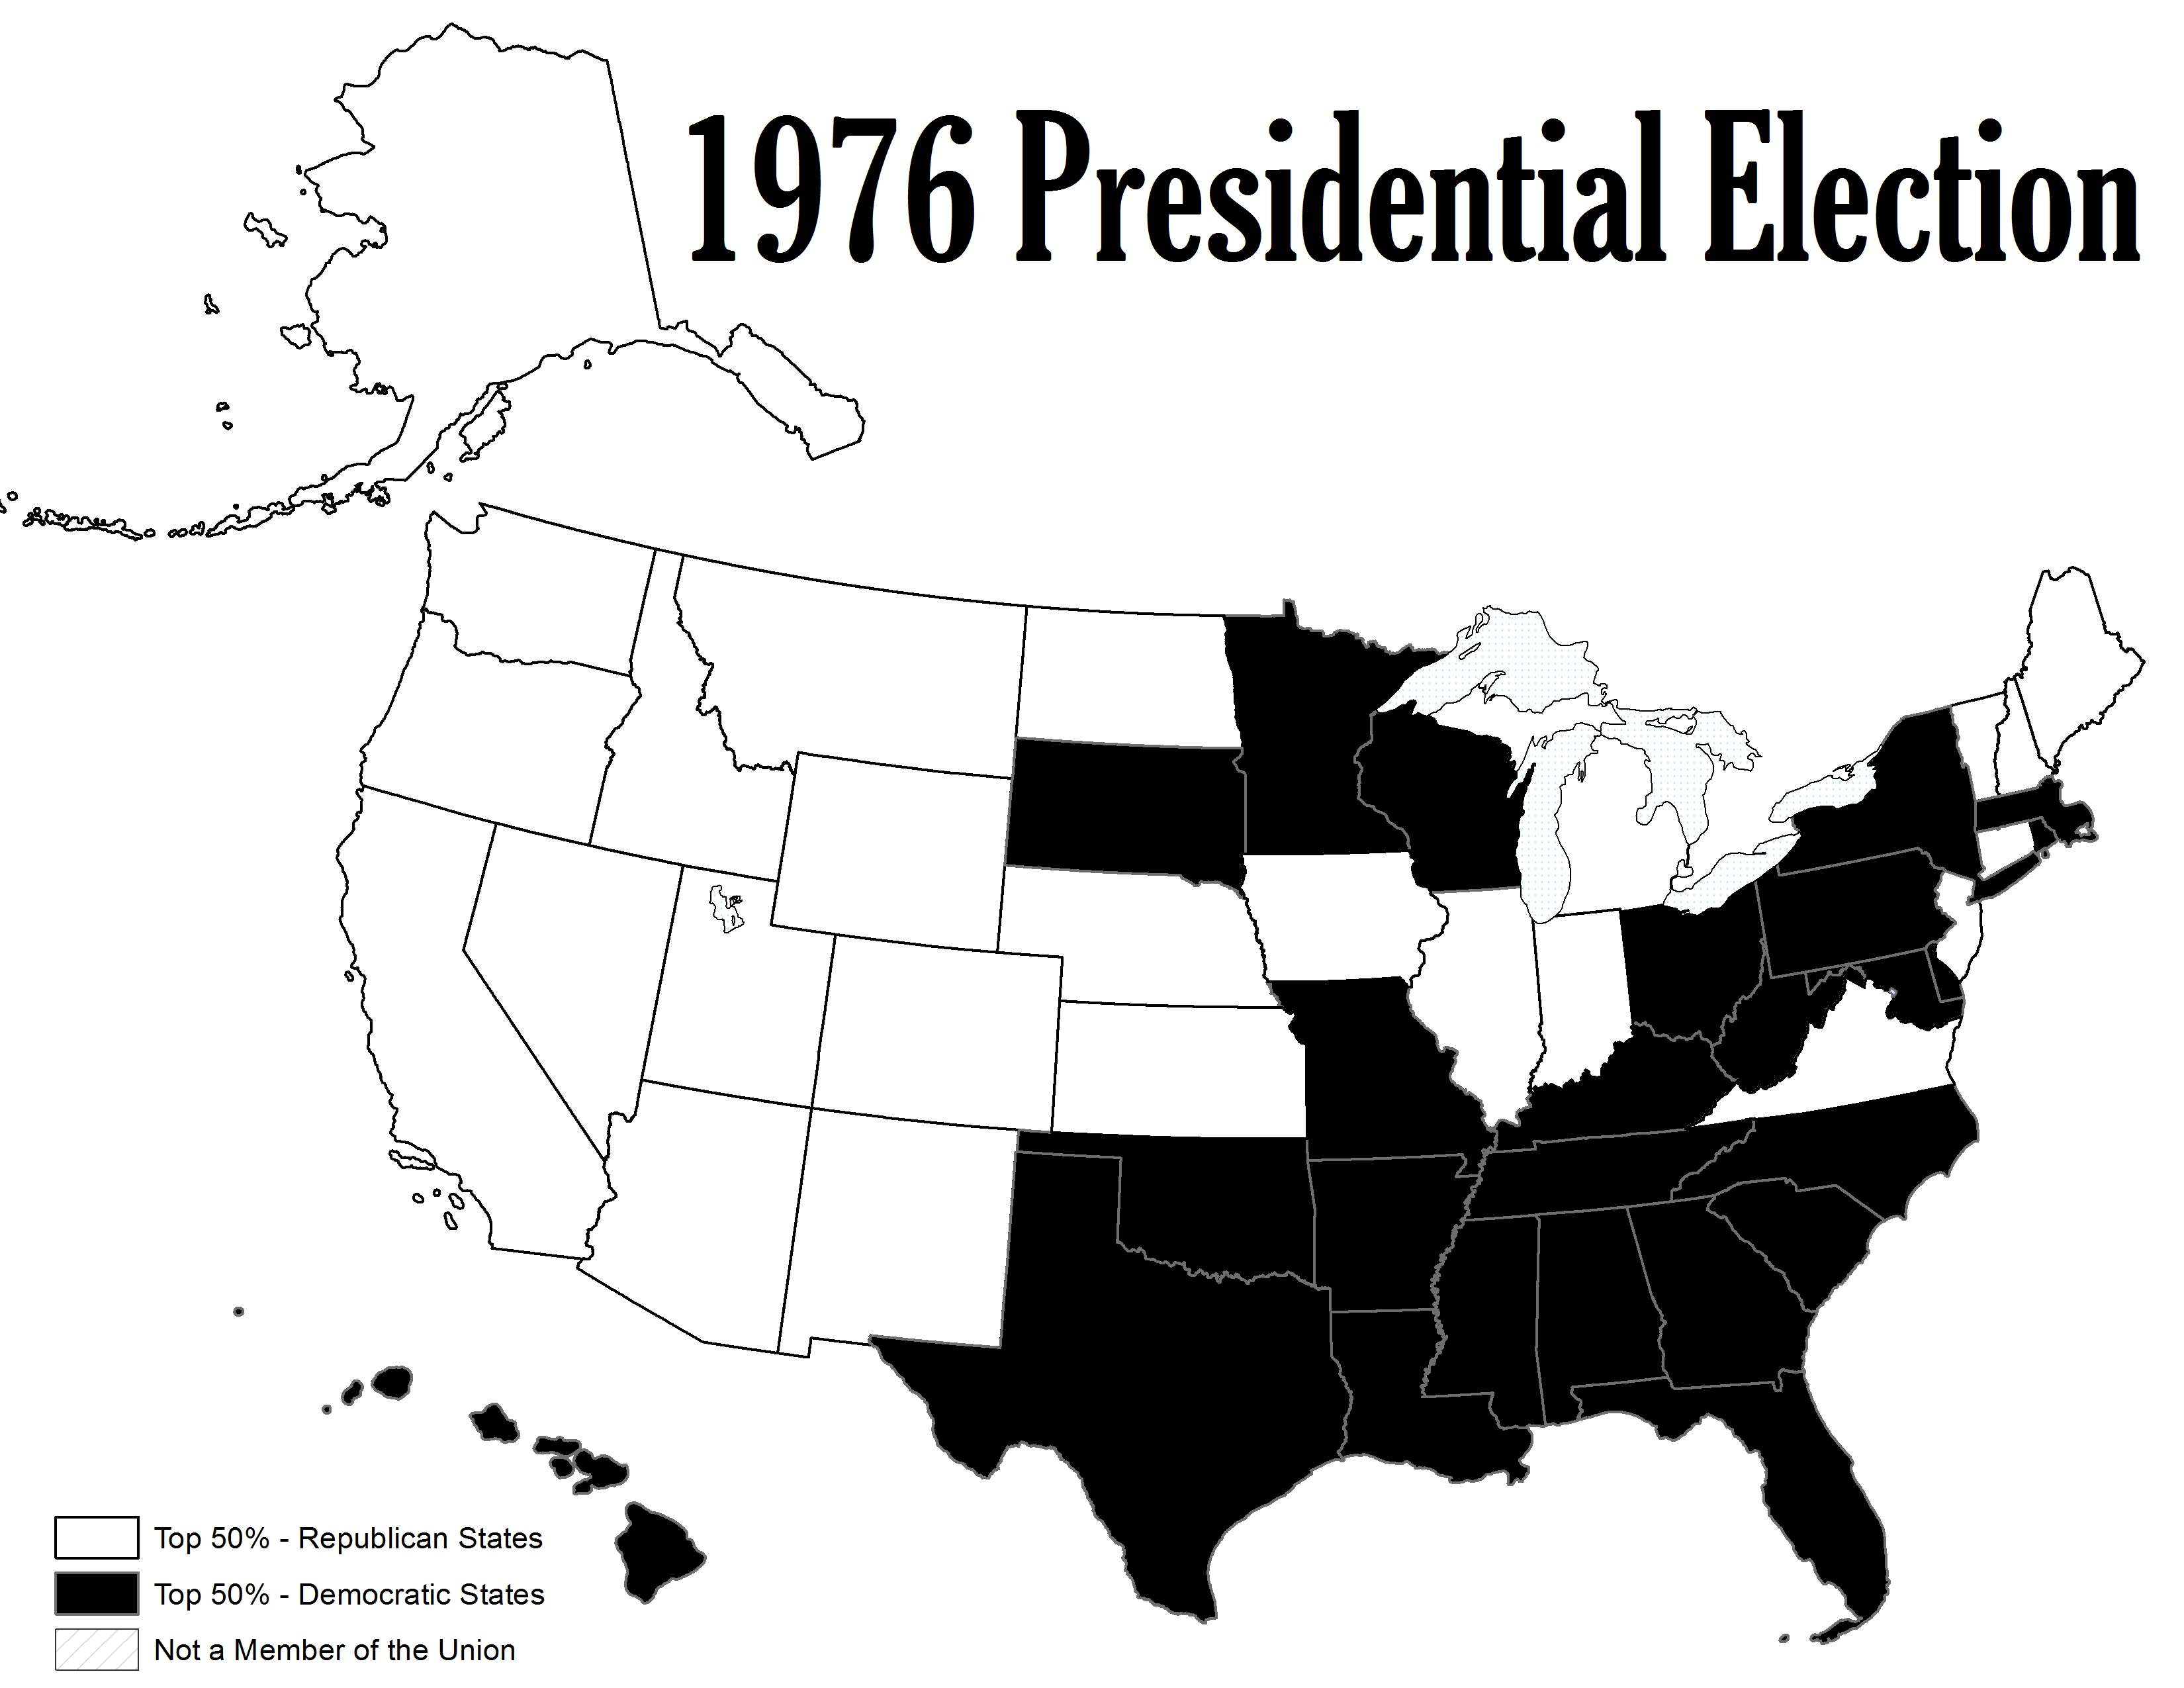 1976 Presidential Election
Top 50% - Republican States
Top 50% - Democratic States
Not a Member of the Union